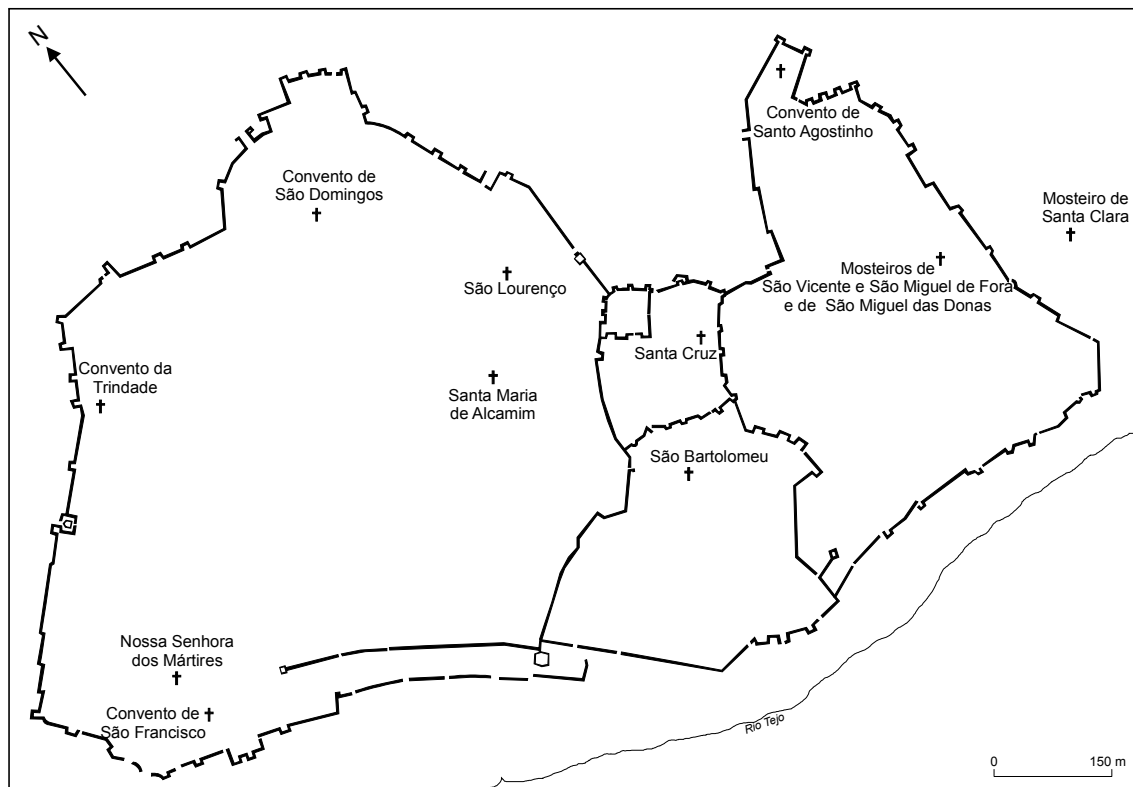 N
Convento de
Santo Agostinho
Convento de
São Domingos
Mosteiro de
Santa Clara
Mosteiros de
São Vicente e São Miguel de Fora
e de São Miguel das Donas
São Lourenço
Santa Cruz
Convento da
Trindade
Santa Maria
de Alcamim
São Bartolomeu
Nossa Senhora
dos Mártires
Convento de
São Francisco
Rio Tejo
0 150 m